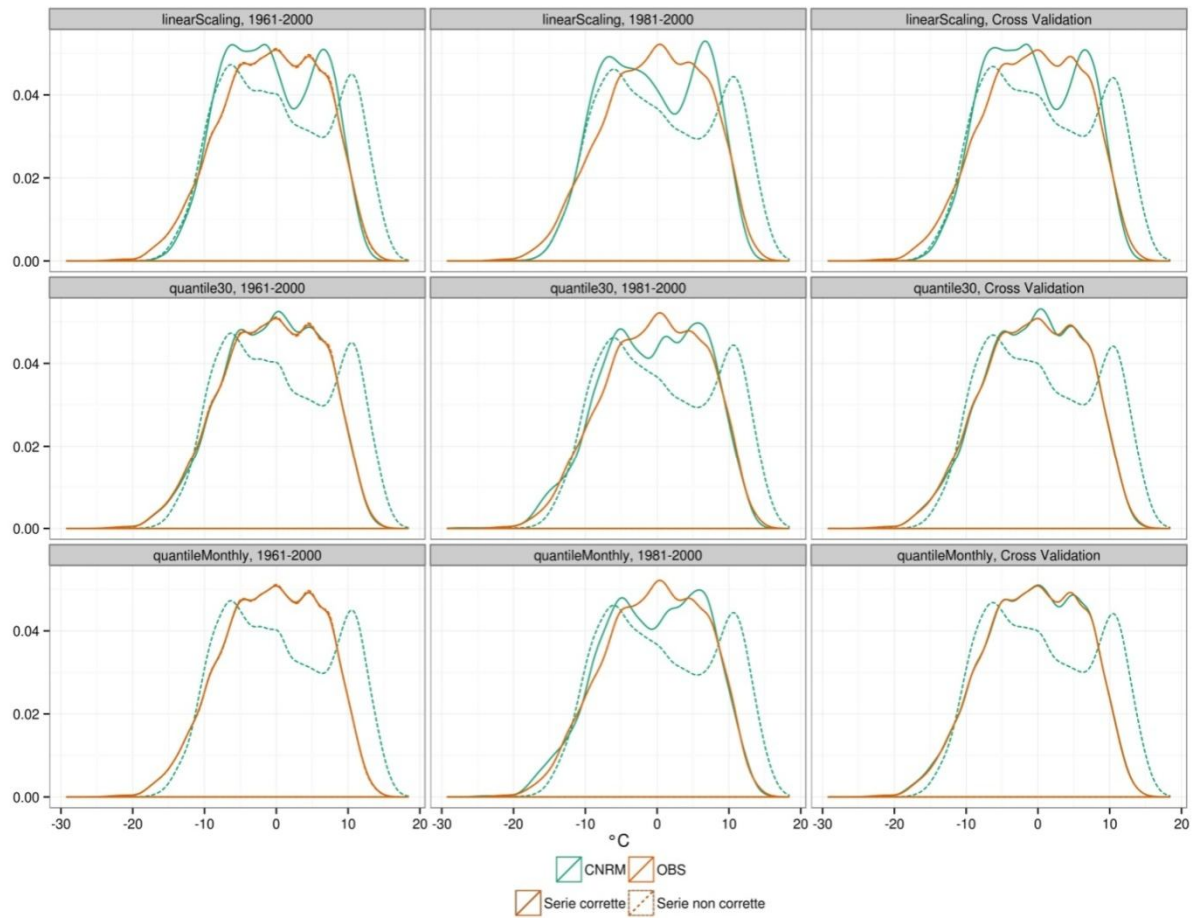 linearScaling, 1961-2000
linearScaling, 1981-2000
linearScaling, Cross Validation
0.04
0.02
0.00
quantile30, 1961-2000
quantile30, 1981-2000
quantile30, Cross Validation
0.04
0.02
0.00
quantileMonthly, 1961-2000
quantileMonthly, 1981-2000
quantileMonthly, Cross Validation
0.04
0.02
0.00
-30 -20 -10 0 10 20 -30 -20 -10 0 10 20 -30 -20 -10 0 10 20
°C
CNRM OBS
Serie corrette Serie non corrette